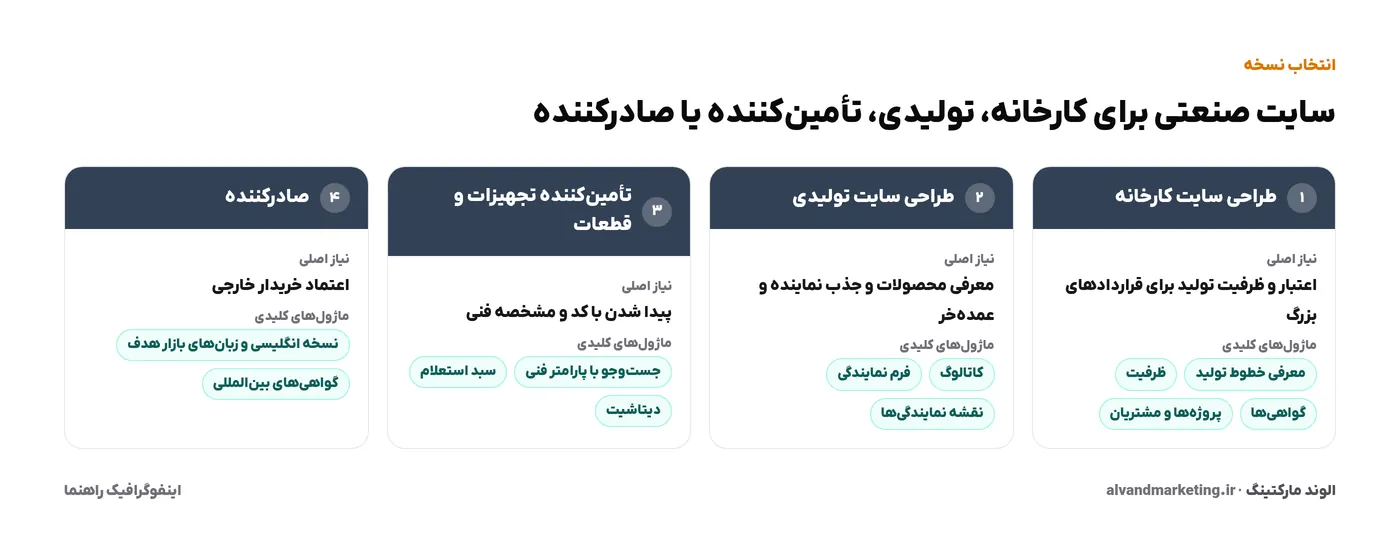 انتخاب نسخه
سایت صنعتی برای کارخانه، تولیدی، تأمین‌کننده یا صادرکننده
۱ طراحی سایت کارخانه
نیاز اصلی
اعتبار و ظرفیت تولید برای قراردادهای
بزرگ
ماژول‌های کلیدی
معرفی خطوط تولید
ظرفیت
گواهی‌ها
پروژه‌ها و مشتریان
۲ طراحی سایت تولیدی
نیاز اصلی
معرفی محصولات و جذب نماینده و
عمده‌خر
ماژول‌های کلیدی
کاتالوگ
فرم نمایندگی
نقشه نمایندگی‌ها
۳ تأمین‌کننده تجهیزات و
قطعات
نیاز اصلی
پیدا شدن با کد و مشخصه فنی
ماژول‌های کلیدی
جست‌وجو با پارامتر فنی
سبد استعلام
دیتاشیت
۴ صادرکننده
نیاز اصلی
اعتماد خریدار خارجی
ماژول‌های کلیدی
نسخه انگلیسی و زبان‌های بازار هدف
گواهی‌های بین‌المللی
الوند مارکتینگ · alvandmarketing.ir
اینفوگرافیک راهنما